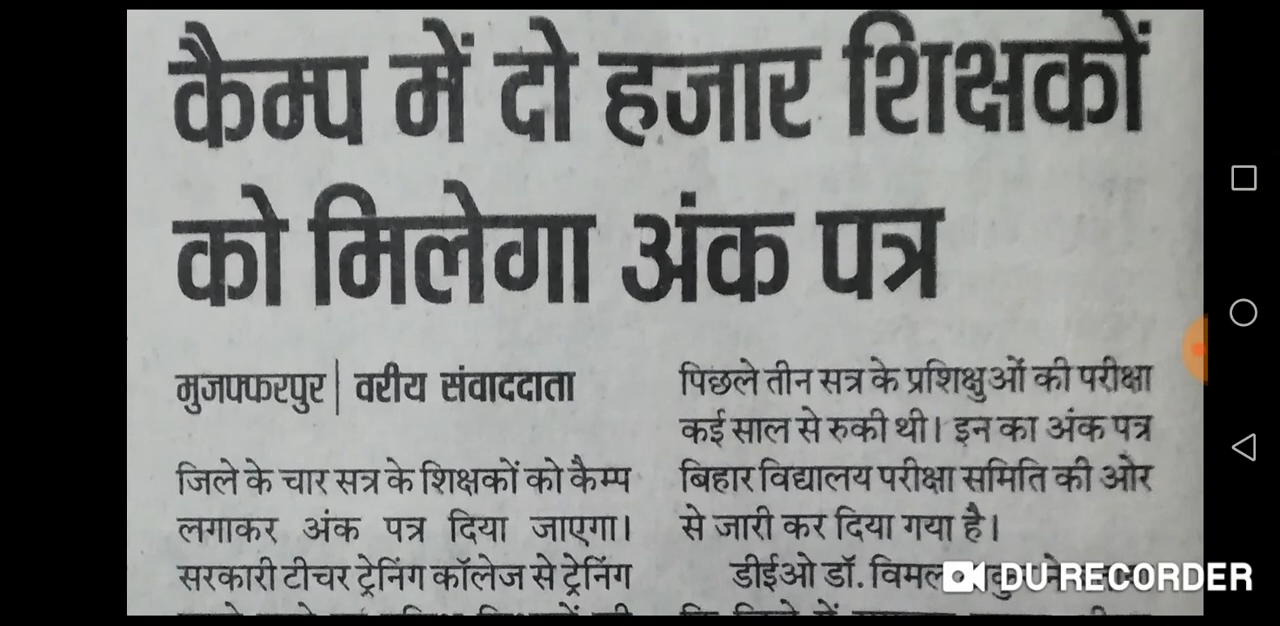 कैम्प में दो हजार शिक्षकों
को मिलेगा अंक पत्र
मुजफ्फरपुर| वरीय संवाददाता
जिले के चार सत्र के शिक्षकों को कैम्प
लगाकर अंक पत्र दिया जाएगा।
सरकारी टीचर ट्रेनिंग कॉलेज से ट्रेनिंग
पिछले तीन सत्र के प्रशिक्षुओं की परीक्षा
कई साल से रुकी थी। इन का अंक पत्र
बिहार विद्यालय परीक्षा समिति की ओर
से जारी कर दिया गया है।
डीईओ डॉ. विमल
DU RECORDER